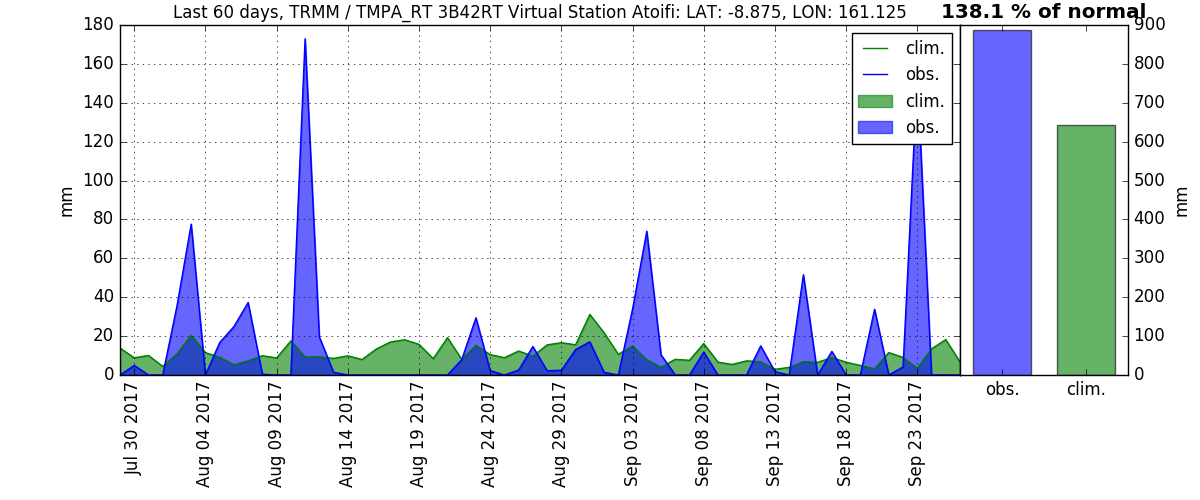 Last 60 days, TRMM / TMPA_RT 3B42RT Virtual Station Atoifi: LAT: -8.875, LON: 161.125
138.1 % of normal
180
160
140
120
100
80
60
40
20
0
mm
clim.
obs.
clim.
obs.
900
800
700
600
500
400
300
200
100
0
mm
Jul 30 2017
Aug 04 2017
Aug 09 2017
Aug 14 2017
Aug 19 2017
Aug 24 2017
Aug 29 2017
Sep 03 2017
Sep 08 2017
Sep 13 2017
Sep 18 2017
Sep 23 2017
obs.
clim.